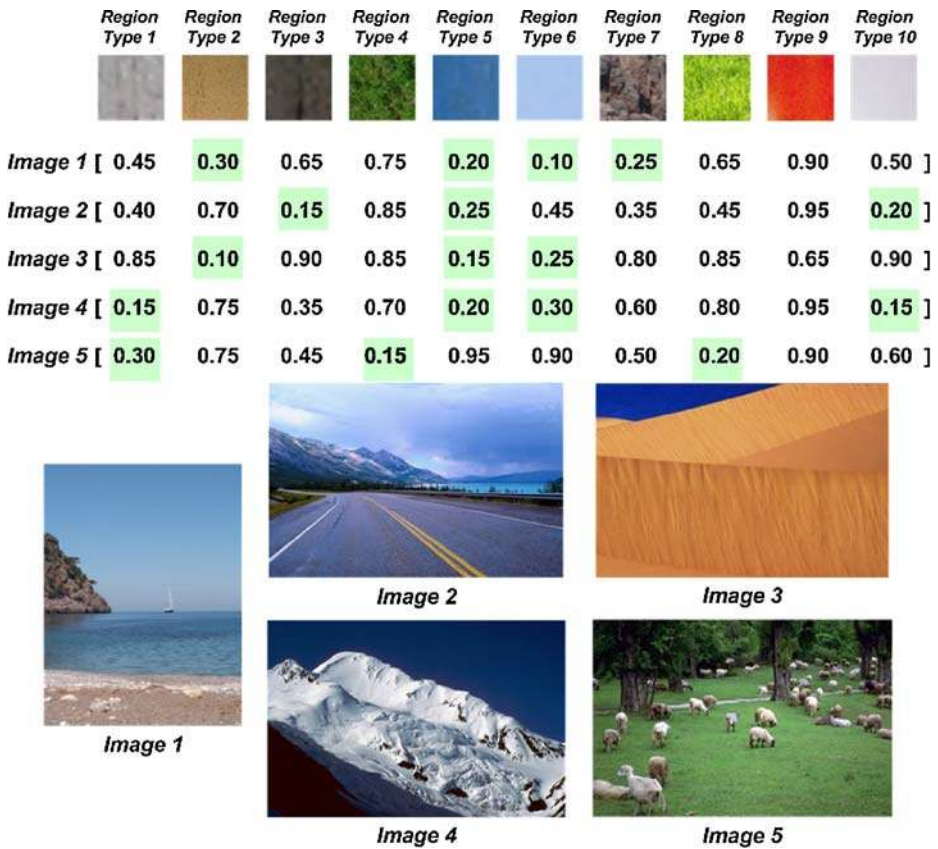 Region Type 1 Region Type 2 Region Type 3 Region Type 4 Region Type 5 Region Type 6 Region Type 7 Region Type 8 Region Type 9 Region Type 10
Image 1 [ 0.45 0.30 0.65 0.75 0.20 0.10 0.25 0.65 0.90 0.50 ]
Image 2 [ 0.40 0.70 0.15 0.85 0.25 0.45 0.35 0.45 0.95 0.20 ]
Image 3 [ 0.85 0.10 0.90 0.85 0.15 0.25 0.80 0.85 0.65 0.90 ]
Image 4 [ 0.15 0.75 0.35 0.70 0.20 0.30 0.60 0.80 0.95 0.15 ]
Image 5 [ 0.30 0.75 0.45 0.15 0.95 0.90 0.50 0.20 0.90 0.60 ]
Image 2
Image 3
Image 1
Image 4
Image 5